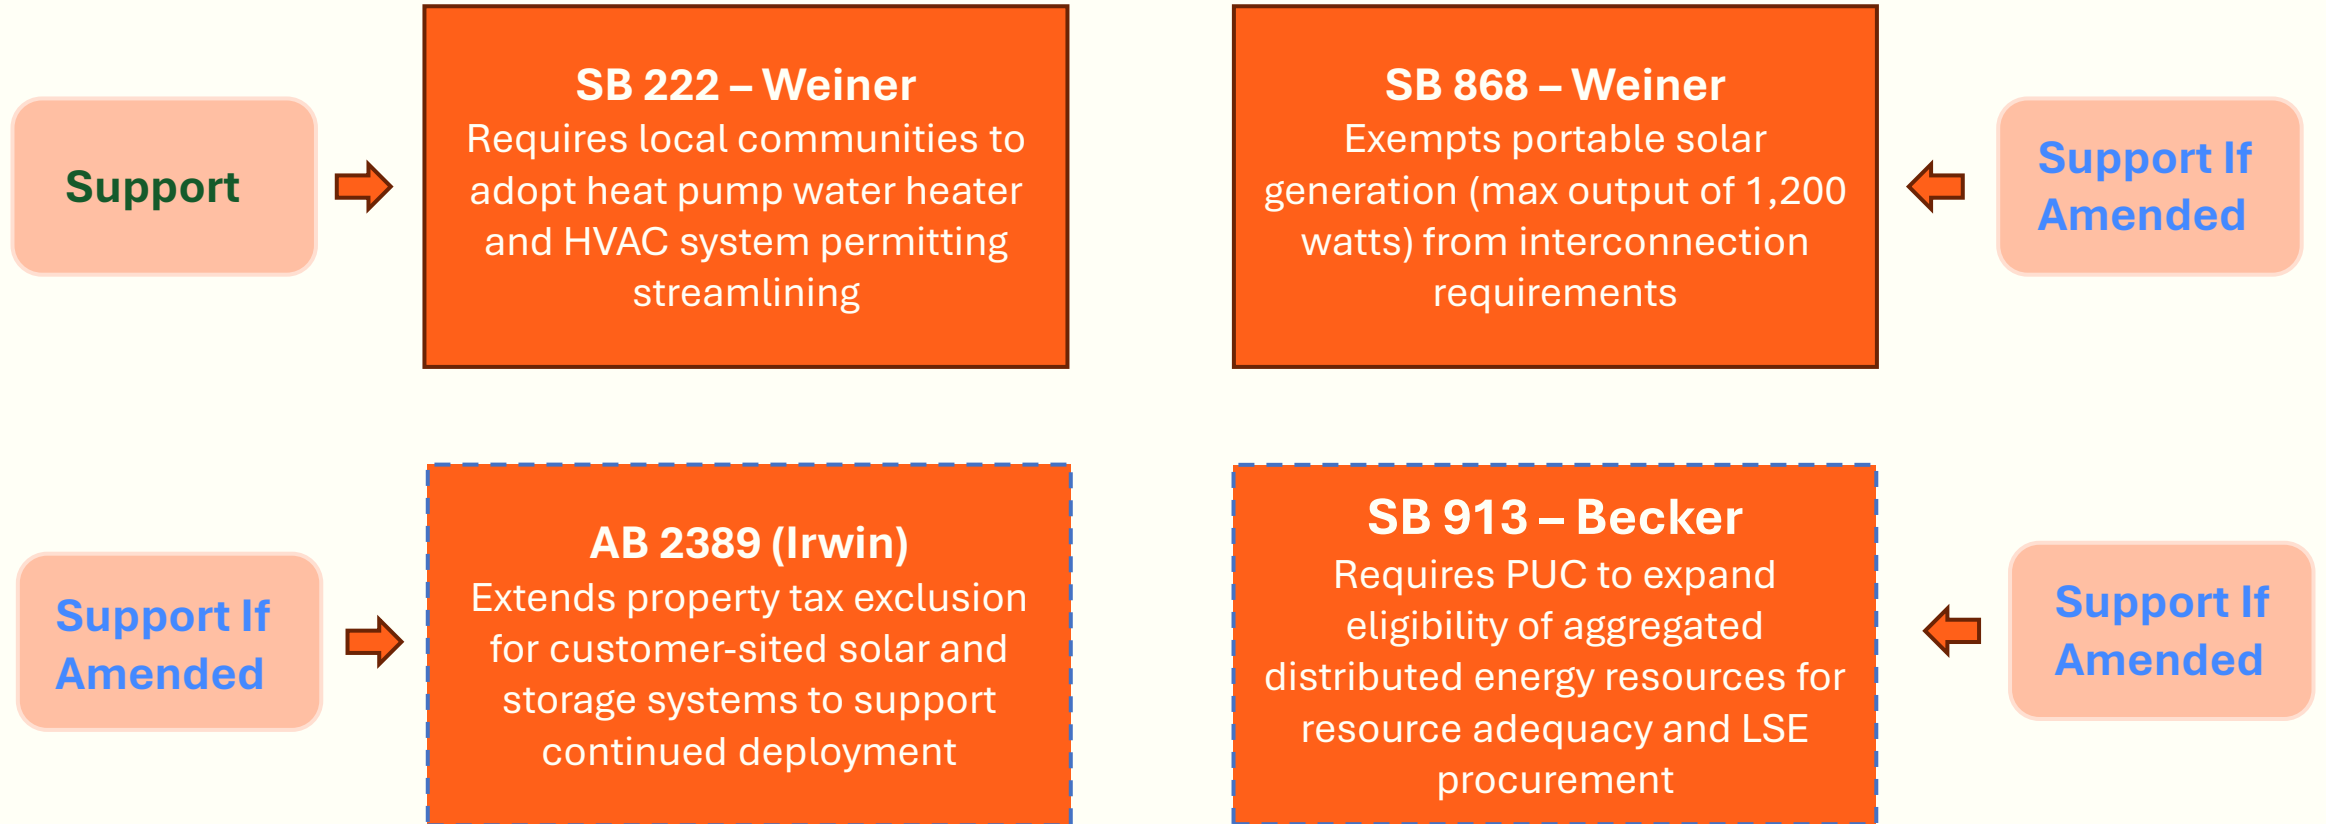 Support
SB 222 – Weiner
Requires local communities to
adopt heat pump water heater
and HVAC system permitting
streamlining
SB 868 – Weiner
Exempts portable solar
generation (max output of 1,200
watts) from interconnection
requirements
Support If
Amended
Support If
Amended
AB 2389 (Irwin)
Extends property tax exclusion
for customer-sited solar and
storage systems to support
continued deployment
SB 913 – Becker
Requires PUC to expand
eligibility of aggregated
distributed energy resources for
resource adequacy and LSE
procurement
Support If
Amended